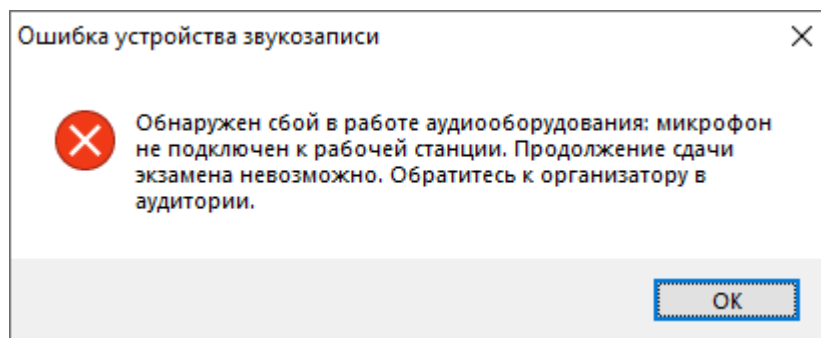 Ошибка устройства звукозаписи
Обнаружен сбой в работе аудиооборудования: микрофон
не подключен к рабочей станции. Продолжение сдачи
экзамена невозможно. Обратитесь к организатору в
аудитории.
ОК